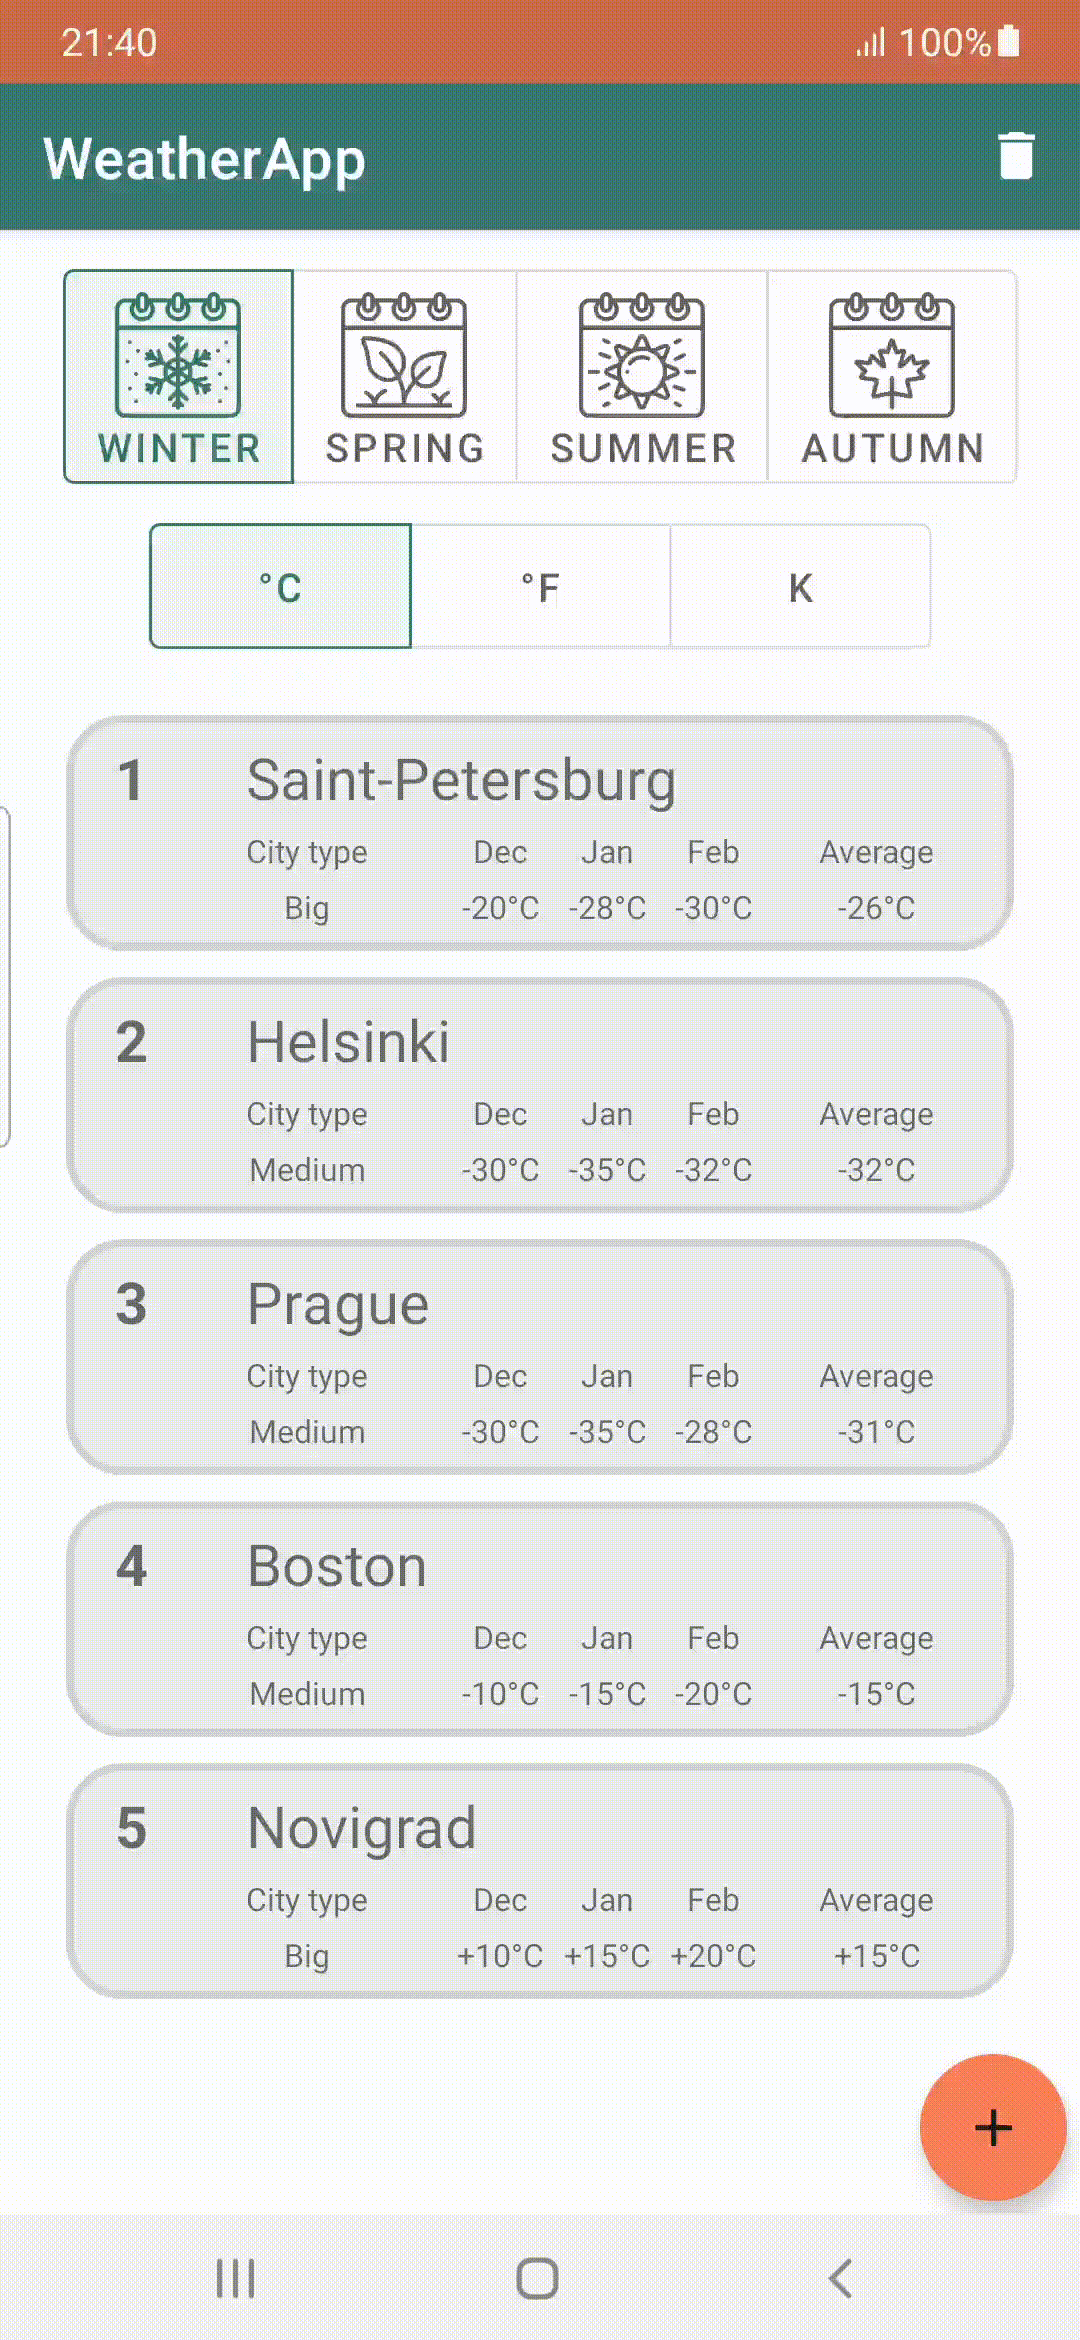 21:40 100%
WeatherApp
WINTER SPRING SUMMER AUTUMN
°C °F K
1 Saint-Petersburg
City type Dec Jan Feb Average
Big -20°C -28°C -30°C -26°C
2 Helsinki
City type Dec Jan Feb Average
Medium -30°C -35°C -32°C -32°C
3 Prague
City type Dec Jan Feb Average
Medium -30°C -35°C -28°C -31°C
4 Boston
City type Dec Jan Feb Average
Medium -10°C -15°C -20°C -15°C
5 Novigrad
City type Dec Jan Feb Average
Big +10°C +15°C +20°C +15°C
+